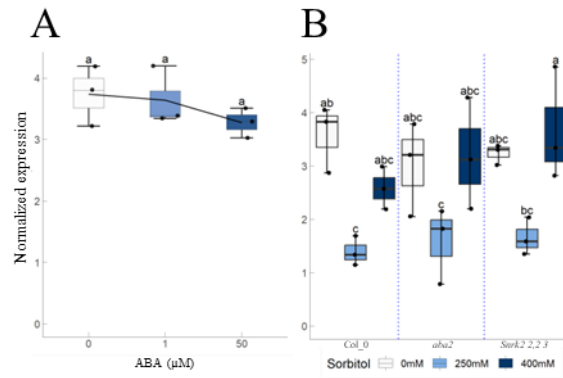 A
B
Normalized expression
4
3
2
1
0
a
a
a
0
1
50
ABA (µM)
5
4
3
2
1
0
ab
c
abc
abc
c
abc
abc
bc
a
Col_0
aba2
Snrk2 2,2 3
Sorbitol
0mM
250mM
400mM